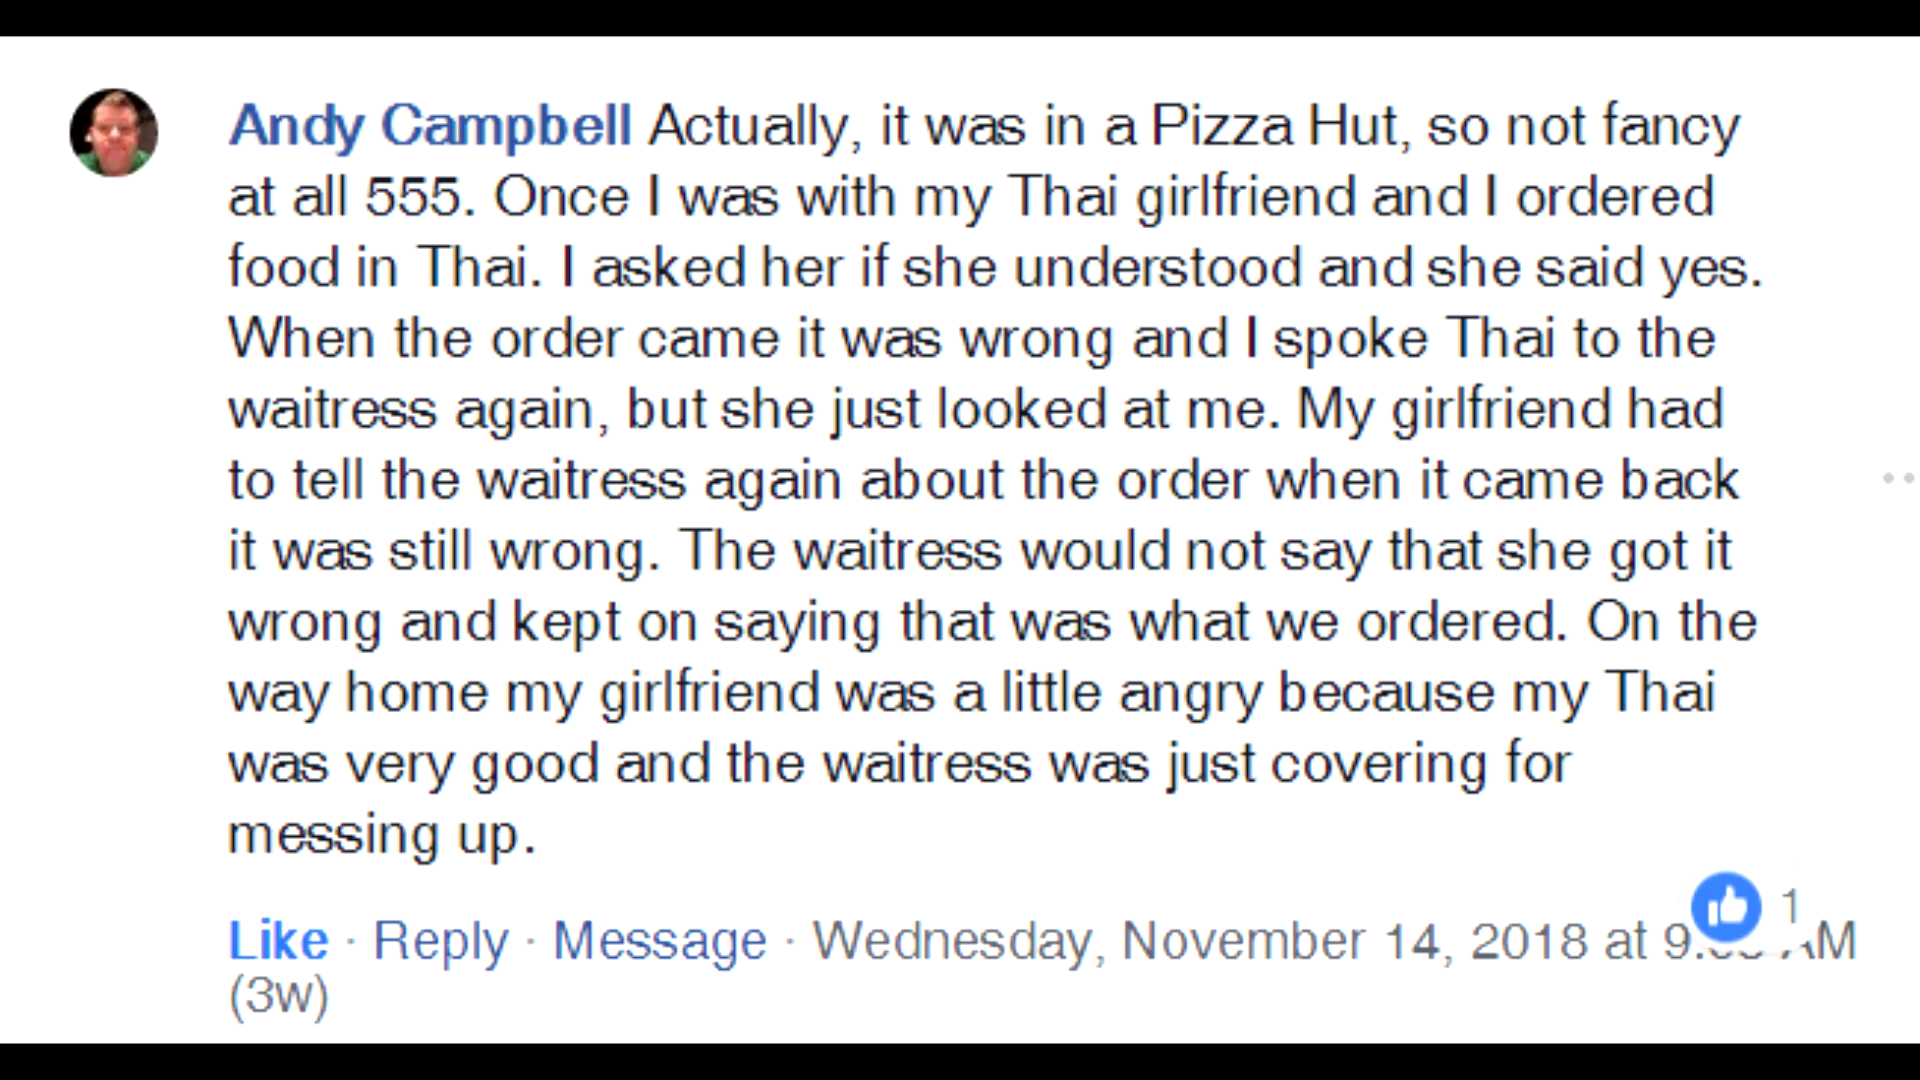 Andy Campbell Actually, it was in a Pizza Hut, so not fancy
at all 555. Once I was with my Thai girlfriend and I ordered
food in Thai. I asked her if she understood and she said yes.
When the order came it was wrong and I spoke Thai to the
waitress again, but she just looked at me. My girlfriend had
to tell the waitress again about the order when it came back
it was still wrong. The waitress would not say that she got it
wrong and kept on saying that was what we ordered. On the
way home my girlfriend was a little angry because my Thai
was very good and the waitress was just covering for
messing up.
1
Like · Reply · Message · Wednesday, November 14, 2018 at AM
(3w)